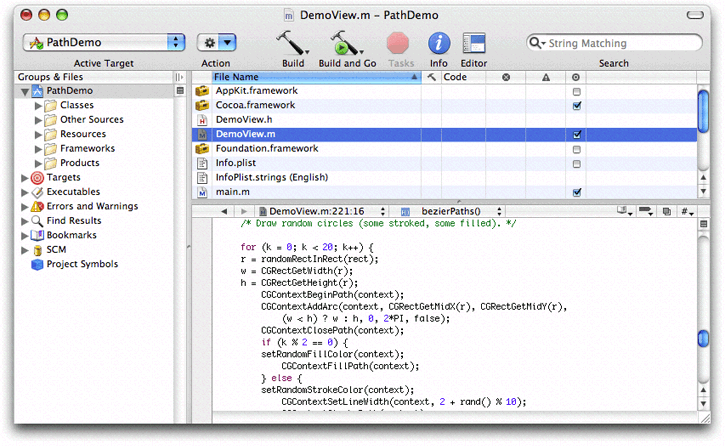 DemoView.m – PathDemo
PathDemo
Active Target
Action
Build
Build and Go
Tasks
Info
Editor
String Matching
Search
Groups & Files
PathDemo
Classes
Other Sources
Resources
Frameworks
Products
Targets
Executables
Errors and Warnings
Find Results
Bookmarks
SCM
Project Symbols
File Name
Code
AppKit.framework
Cocoa.framework
DemoView.h
DemoView.m
Foundation.framework
Info.plist
InfoPlist.strings (English)
main.m
DemoView.m:221:16
bezierPaths()
/* Draw random circles (some stroked, some filled). */
for (k = 0; k < 20; k++) {
r = randomRectInRect(rect);
w = CGRectGetWidth(r);
h = CGRectGetHeight(r);
CGContextBeginPath(context);
CGContextAddArc(context, CGRectGetMidX(r), CGRectGetMidY(r),
(w < h) ? w : h, 0, 2*PI, false);
CGContextClosePath(context);
if (k % 2 == 0) {
setRandomFillColor(context);
CGContextFillPath(context);
} else {
setRandomStrokeColor(context);
CGContextSetLineWidth(context, 2 + rand() % 10);